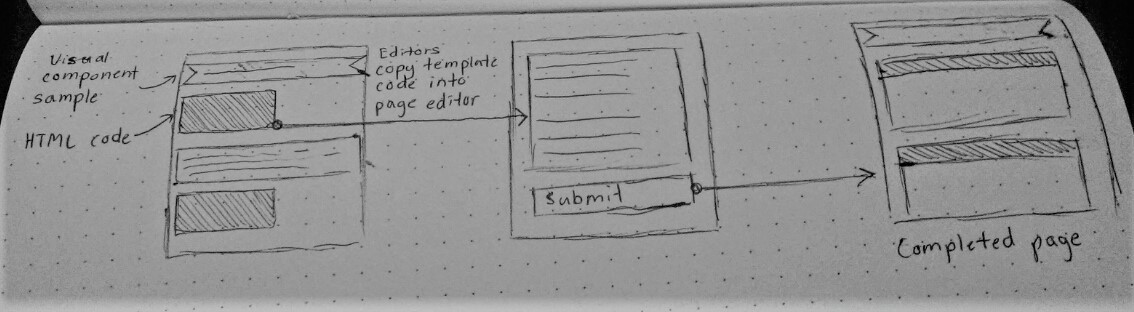 Visual
component
sample
HTML code
Editors
copy template
code into
page editor
Submit
Completed page